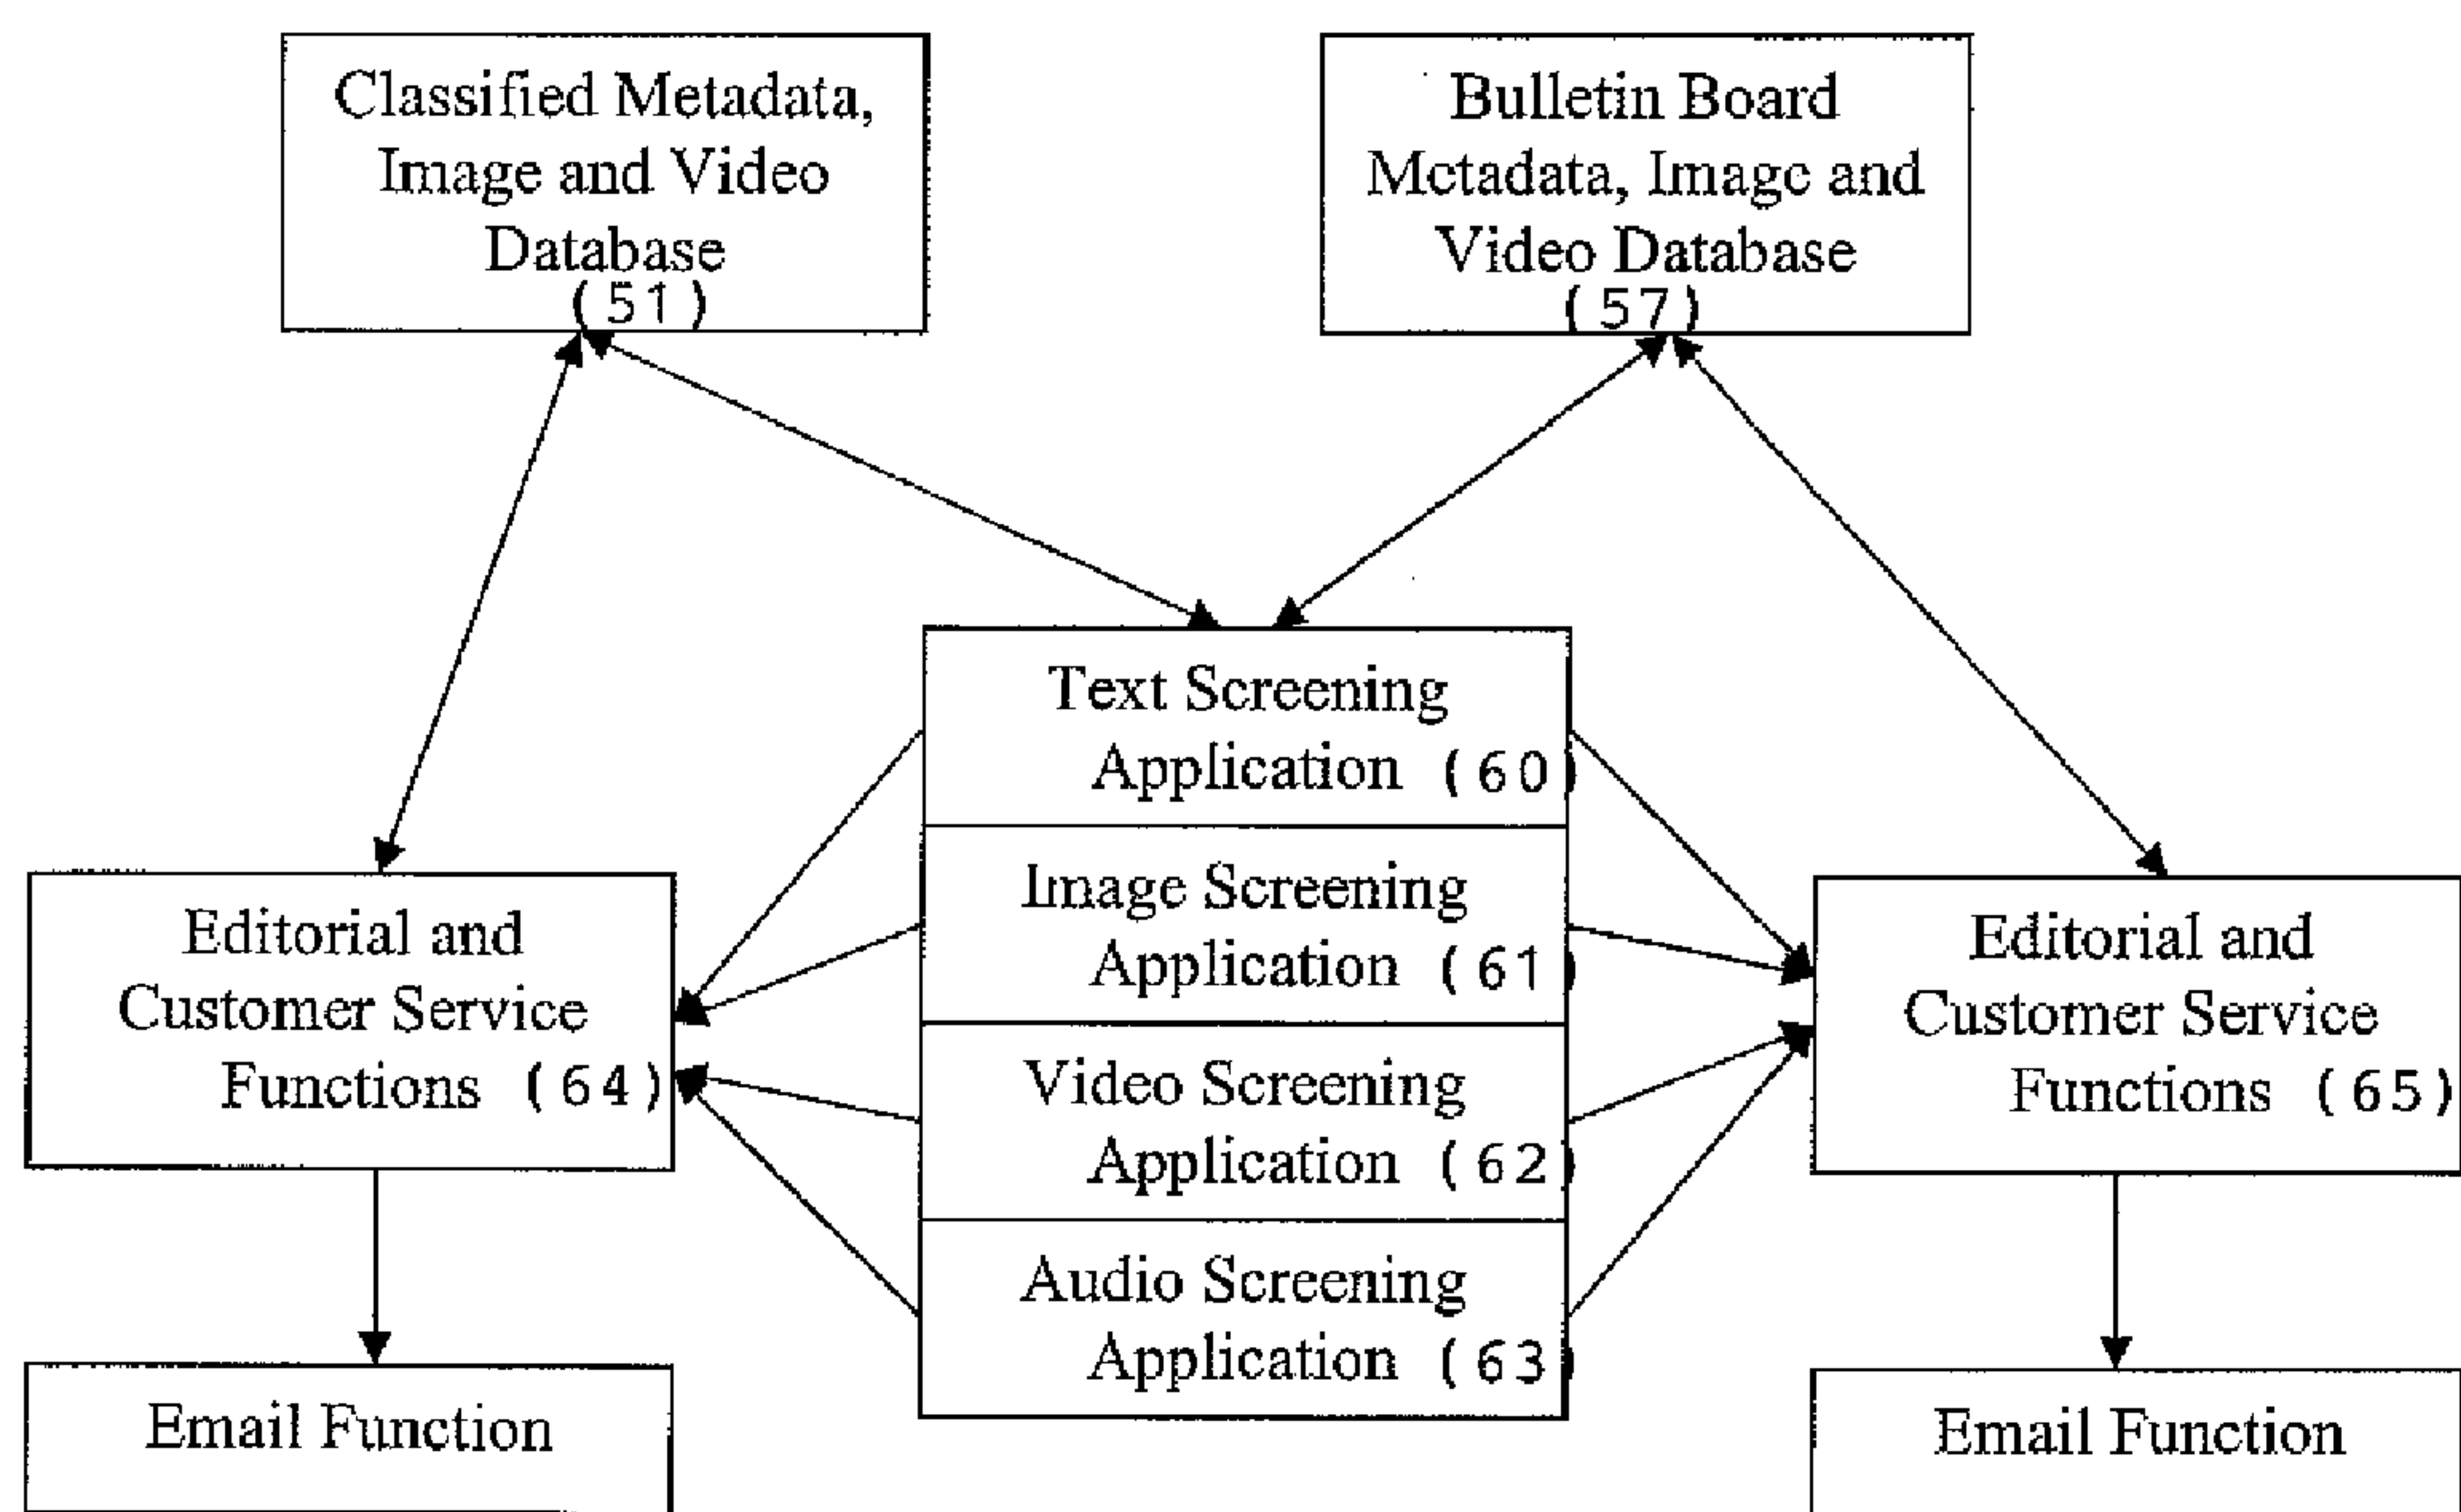 Classified Metadata,
Image and Video
Database
(51)
Bulletin Board
Metadata, Image and
Video Database
(57)
Text Screening
Application (60)
Image Screening
Application (61)
Video Screening
Application (62)
Audio Screening
Application (63)
Editorial and
Customer Service
Functions (64)
Editorial and
Customer Service
Functions (65)
Email Function
Email Function